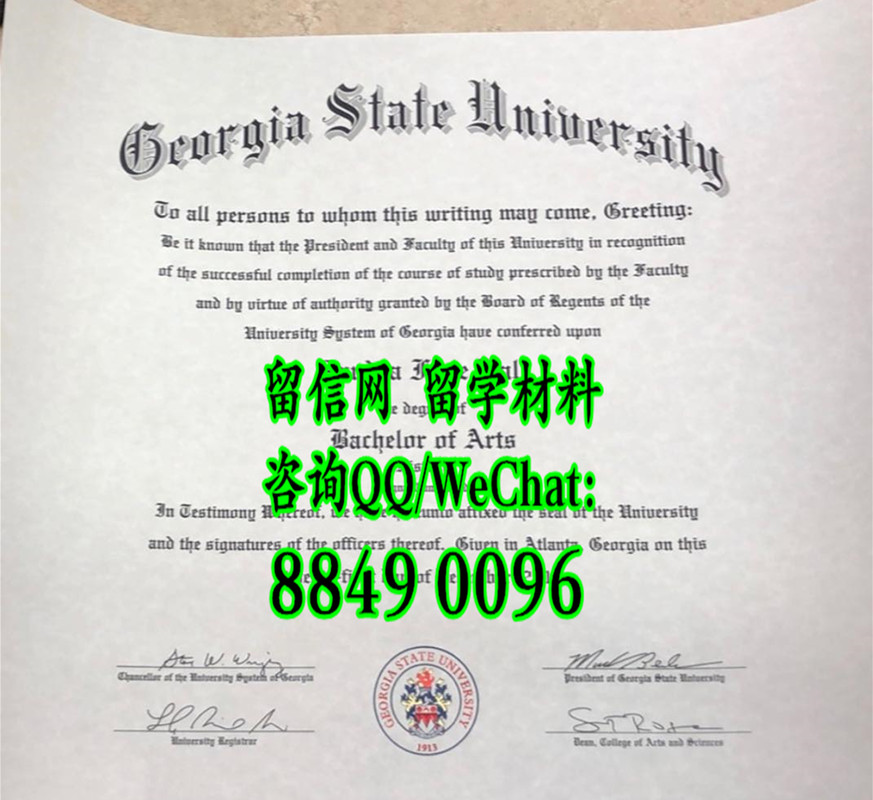 Georgia State University
To all persons to whom this writing may come, Greeting:
Be it known that the President and Faculty of this University in recognition
of the successful completion of the course of study prescribed by the Faculty
and by virtue of authority granted by the Board of Regents of the
University System of Georgia have conferred upon
留信网 留学材料
Bachelor of Arts
咨询QQ/WeChat:
In Testimony Whereof, affixed the seal of the University
and the signatures of the officers thereof. Given in Atlanta, Georgia on this
8849 0096
Chancellor of the University System of Georgia
President of Georgia State University
University Registrar
Dean, College of Arts and Sciences
GEORGIA STATE UNIVERSITY
1913